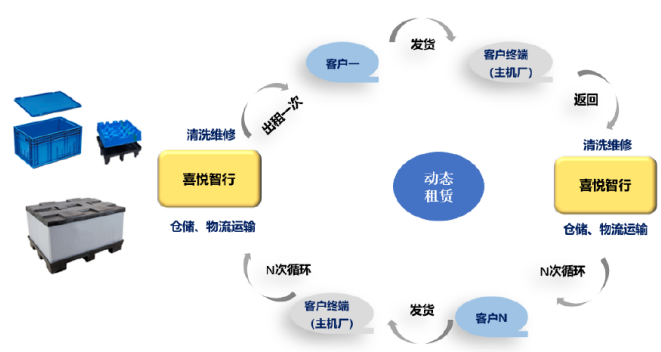 发货
客户一
客户终端
（主机厂）
返回
出租一次
清洗维修
喜悦智行
仓储、物流运输
动态
租赁
清洗维修
喜悦智行
仓储、物流运输
N次循环
N次循环
客户终端
（主机厂）
发货
客户N